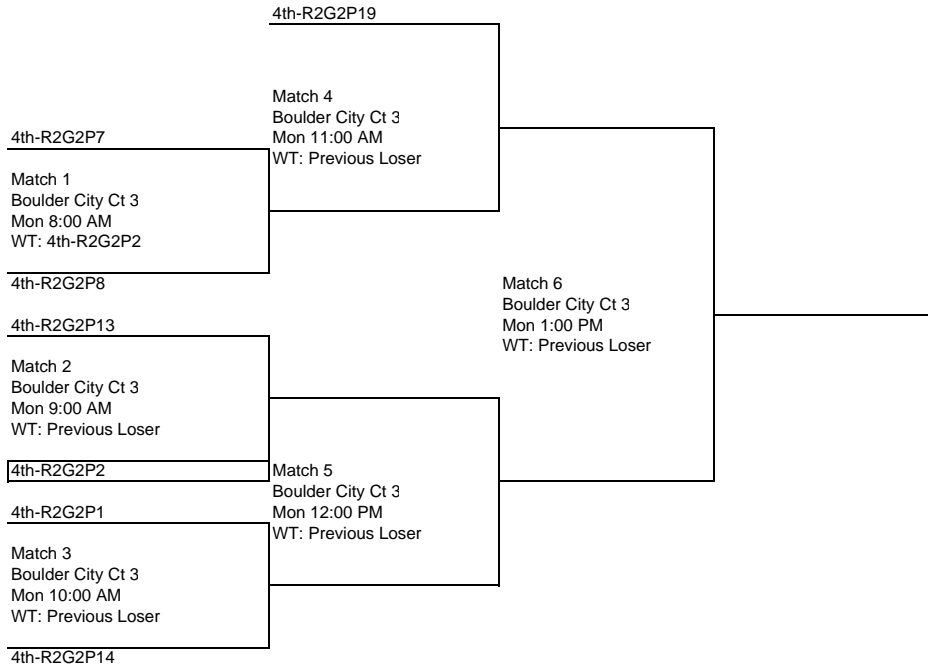 4th-R2G2P19
Match 4
Boulder City Ct 3
Mon 11:00 AM
WT: Previous Loser
4th-R2G2P7
Match 1
Boulder City Ct 3
Mon 8:00 AM
WT: 4th-R2G2P2
4th-R2G2P8
Match 6
Boulder City Ct 3
Mon 1:00 PM
WT: Previous Loser
4th-R2G2P13
Match 2
Boulder City Ct 3
Mon 9:00 AM
WT: Previous Loser
4th-R2G2P2
Match 5
Boulder City Ct 3
Mon 12:00 PM
WT: Previous Loser
4th-R2G2P1
Match 3
Boulder City Ct 3
Mon 10:00 AM
WT: Previous Loser
4th-R2G2P14